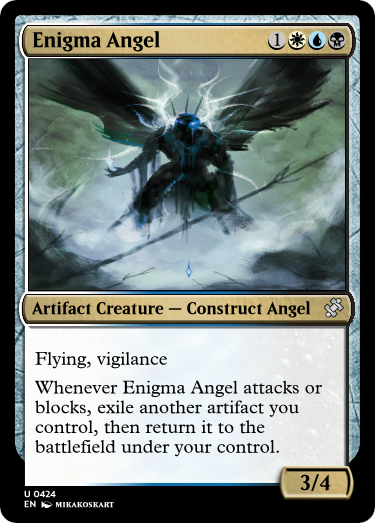 Enigma Angel 1
Artifact Creature — Construct Angel
Flying, vigilance
Whenever Enigma Angel attacks or
blocks, exile another artifact you
control, then return it to the
battlefield under your control.
3/4
U 0424
EN MIKAKOSKART